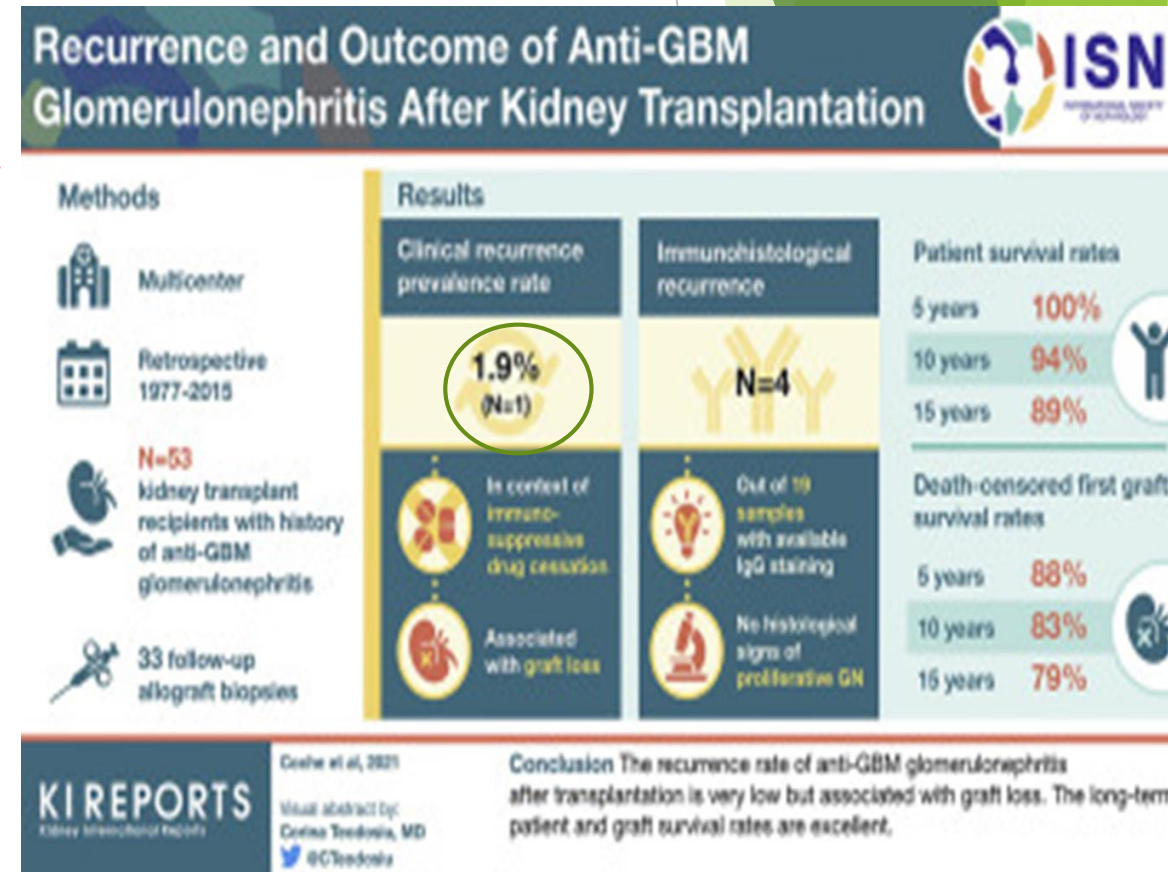 Recurrence and Outcome of Anti-GBM
Glomerulonephritis After Kidney Transplantation
ISN
INTERNATIONAL SOCIETY
OF NEPHROLOGY
Methods
Multicenter
Retrospective
1977-2015
N=53
kidney transplant
recipients with history
of anti-GBM
glomerulonephritis
33 follow-up
allograft biopsies
Results
Clinical recurrence
prevalence rate
1.9%
(N=1)
In context of
immuno-
suppressive
drug cessation
Associated
with graft loss
Immunohistological
recurrence
N=4
Out of 19
samples
with available
IgG staining
No histological
signs of
proliferative GN
Patient survival rates
5 years 100%
10 years 94%
15 years 89%
Death-censored first graft
survival rates
5 years 88%
10 years 83%
15 years 79%
KI REPORTS
Kidney International Reports
et al, 2021
Visual abstract by:
Corina Teodosiu, MD
@CTeodosiu
Conclusion The recurrence rate of anti-GBM glomerulonephritis
after transplantation is very low but associated with graft loss. The long-term
patient and graft survival rates are excellent.